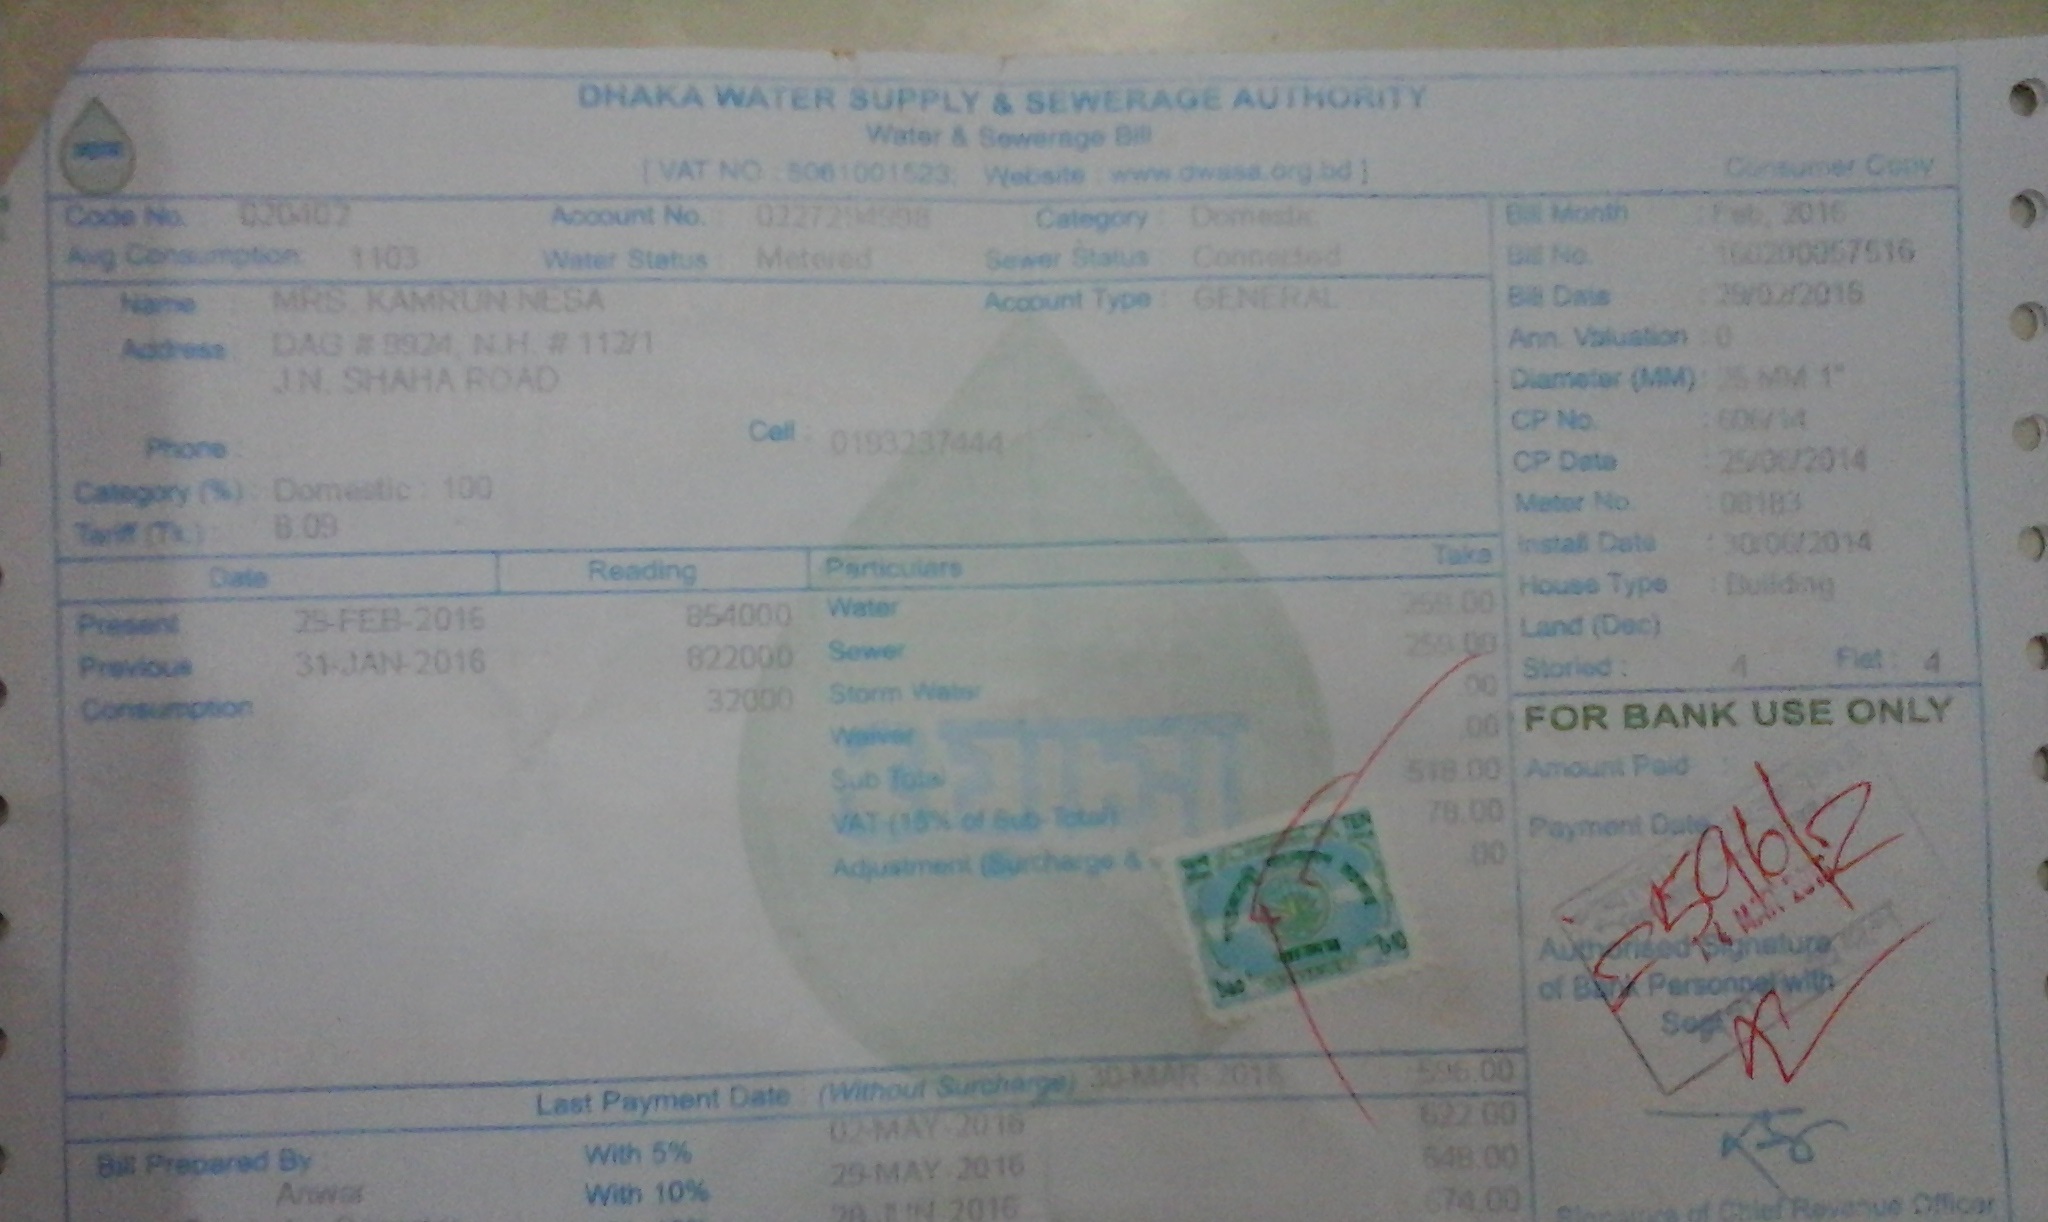 DHAKA WATER SUPPLY & SEWERAGE AUTHORITY
Water & Sewerage Bill
[ VAT NO : 5061001523; Website : www.dwasa.org.bd ]
Consumer Copy
Code No. 020402 Account No. : Category : Domestic
Avg Consumption: 1103 Water Status : Metered Sewer Status : Connected
Name : MRS. KAMRUN NESA Account Type : GENERAL
Address : DAG # 9924, N.H. # 112/1
J.N. SHAHA ROAD
Phone : Cell : 0193237444
Category (%) : Domestic : 100
Tariff (Tk.) : 8.09
Bill Month : Feb, 2016
Bill No.
Bill Date : 29/02/2016
Ann. Valuation : 0
Diameter (MM) : 25 MM 1"
CP No. : 606/14
CP Date : 25/06/2014
Meter No. : 08183
Install Date : 30/06/2014
House Type : Building
Land (Dec)
Storied : 4 Flat : 4
Date Reading Particulars Taka
Present 29-FEB-2016 854000 Water 259.00
Previous 31-JAN-2016 822000 Sewer 259.00
Consumption 32000 Storm Water .00
Waiver .00
Sub Total 518.00
VAT (15% of Sub Total) 78.00
Adjustment (Surcharge & .00
ওয়াসা
FOR BANK USE ONLY
Amount Paid :
Payment Date
596/=
14 MAR
Authorised Signature
of Bank Personnel with
Seal
Last Payment Date : (Without Surcharge) 30-MAR-2016 596.00
With 5% 02-MAY-2016 622.00
Bill Prepared By : With 10% 29-MAY-2016 648.00
Anwar 674.00
Signature of Chief Revenue Officer